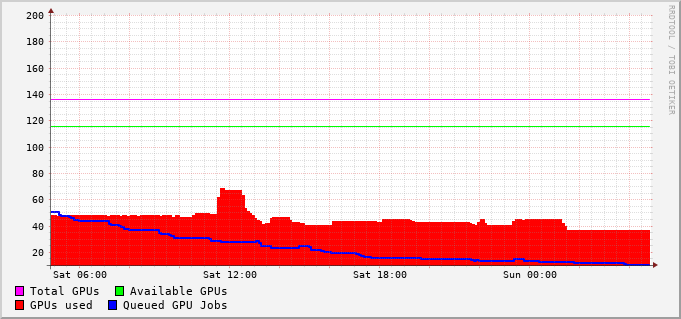 200
180
160
140
120
100
80
60
40
20
Sat 06:00 Sat 12:00 Sat 18:00 Sun 00:00
Total GPUs Available GPUs
GPUs used Queued GPU Jobs
RRDTOOL / TOBI OETIKER